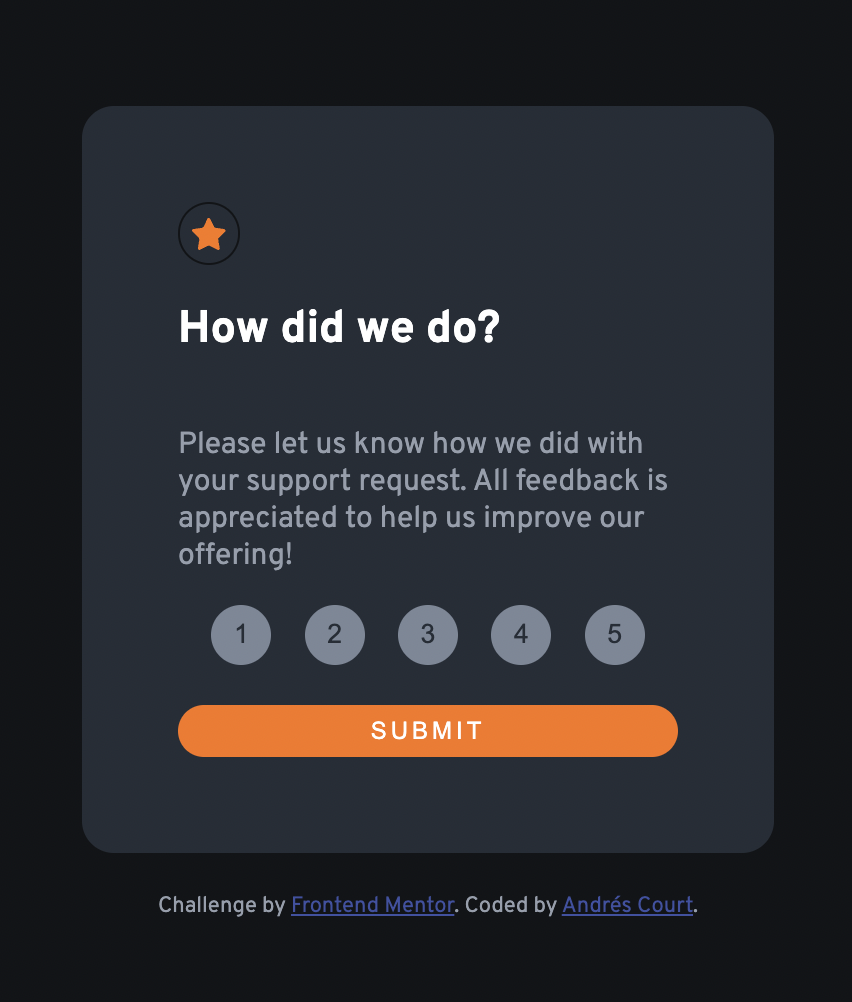 How did we do?
Please let us know how we did with
your support request. All feedback is
appreciated to help us improve our
offering!
1 2 3 4 5
SUBMIT
Challenge by Frontend Mentor. Coded by Andrés Court.